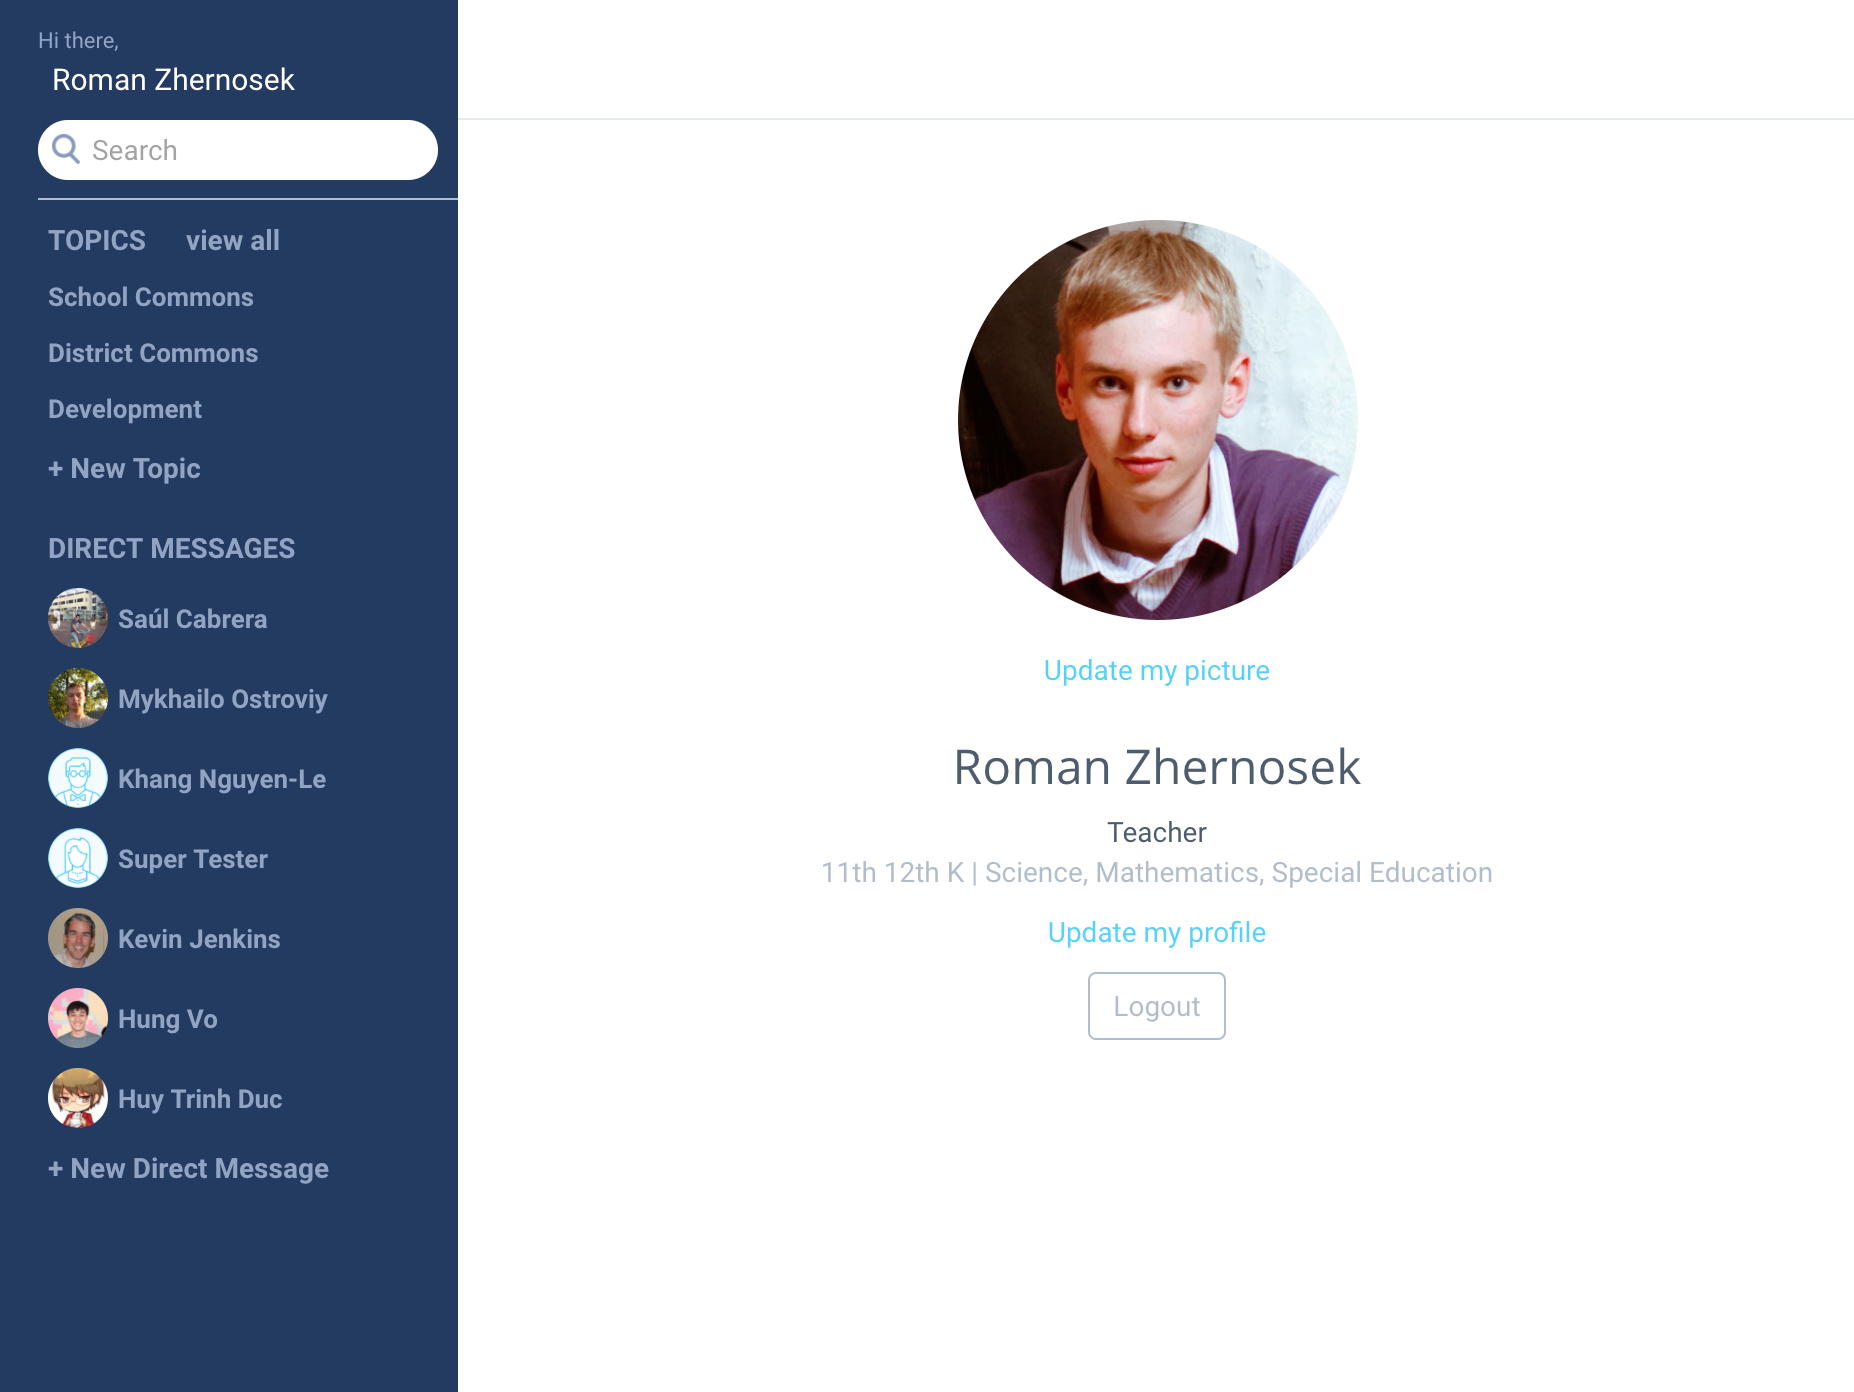 Hi there,
Roman Zhernosek
Search
TOPICS view all
School Commons
District Commons
Development
+ New Topic
DIRECT MESSAGES
Saúl Cabrera
Mykhailo Ostroviy
Khang Nguyen-Le
Super Tester
Kevin Jenkins
Hung Vo
Huy Trinh Duc
+ New Direct Message
Update my picture
Roman Zhernosek
Teacher
11th 12th K | Science, Mathematics, Special Education
Update my profile
Logout